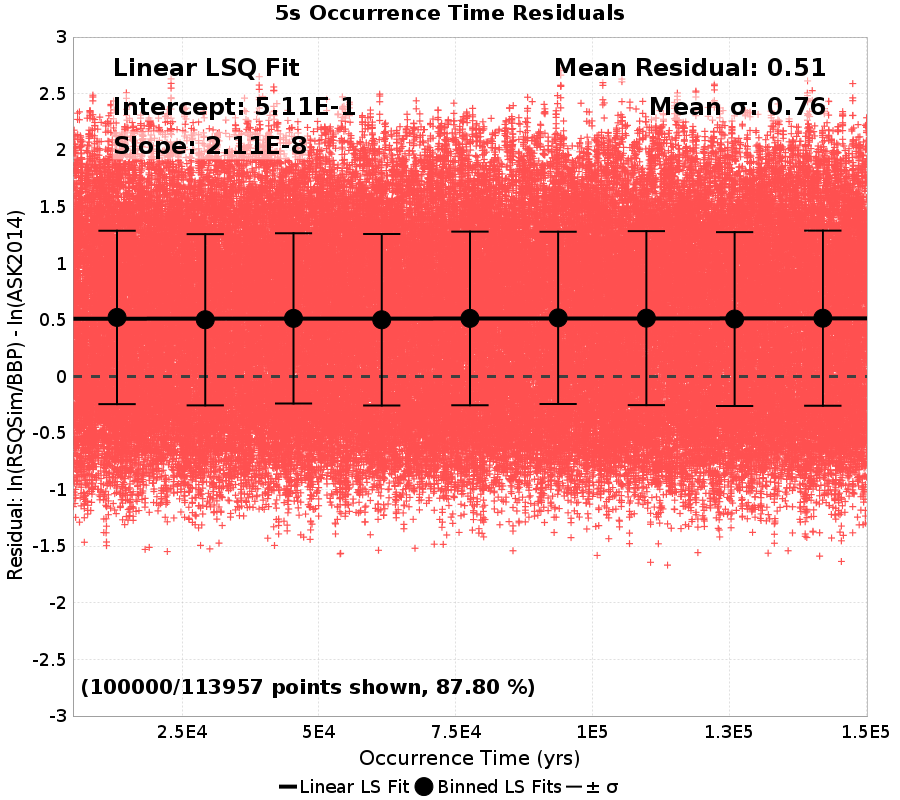 5s Occurrence Time Residuals
Linear LSQ Fit
Mean Residual: 0.51
Intercept: 5.11E-1
Mean σ: 0.76
Slope: 2.11E-8
3
2.5
2
1.5
1
0.5
0
-0.5
-1
-1.5
-2
-2.5
-3
Residual: ln(RSQSim/BBP) - ln(ASK2014)
(100000/113957 points shown, 87.80 %)
2.5E4 5E4 7.5E4 1E5 1.3E5 1.5E5
Occurrence Time (yrs)
Linear LS Fit Binned LS Fits ± σ